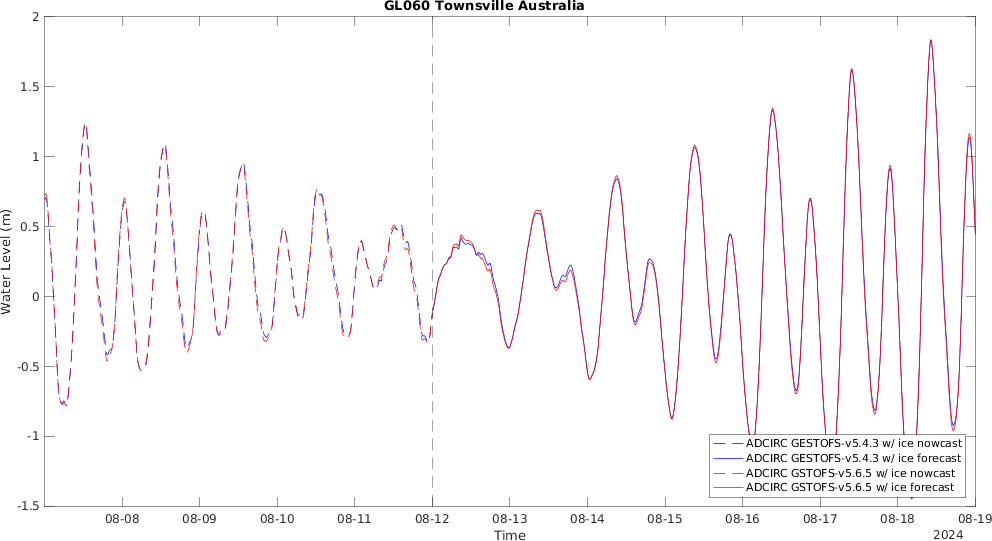 GL060 Townsville Australia
2
1.5
1
0.5
0
-0.5
-1
-1.5
Water Level (m)
ADCIRC GESTOFS-v5.4.3 w/ ice nowcast
ADCIRC GESTOFS-v5.4.3 w/ ice forecast
ADCIRC GSTOFS-v5.6.5 w/ ice nowcast
ADCIRC GSTOFS-v5.6.5 w/ ice forecast
08-08 08-09 08-10 08-11 08-12 08-13 08-14 08-15 08-16 08-17 08-18 08-19
Time
2024